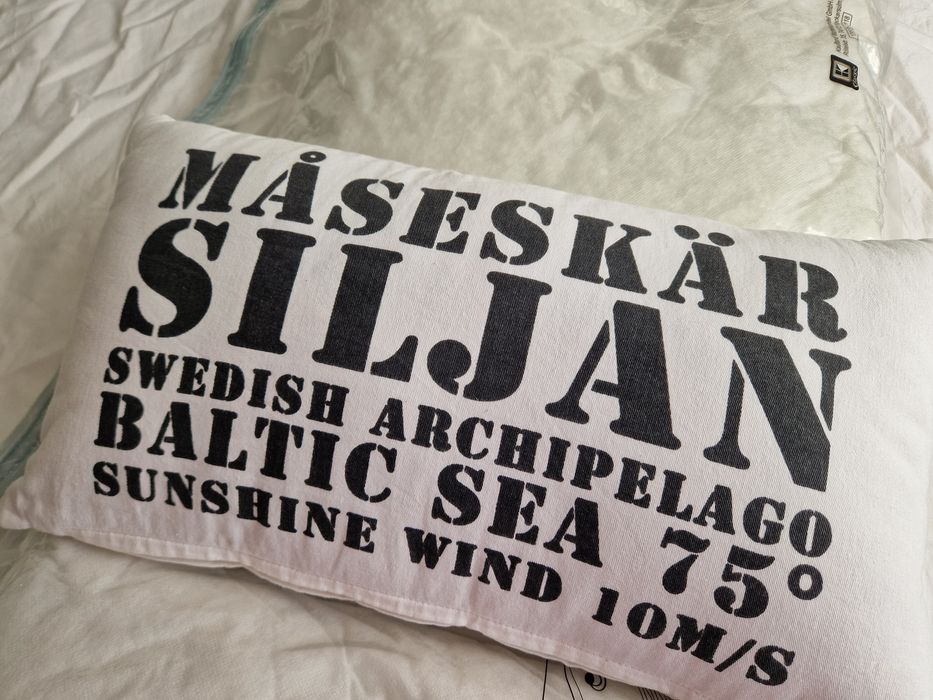 MÅSESKÄR
SILJAN
SWEDISH ARCHIPELAGO
BALTIC SEA 75°
SUNSHINE WIND 10M/S